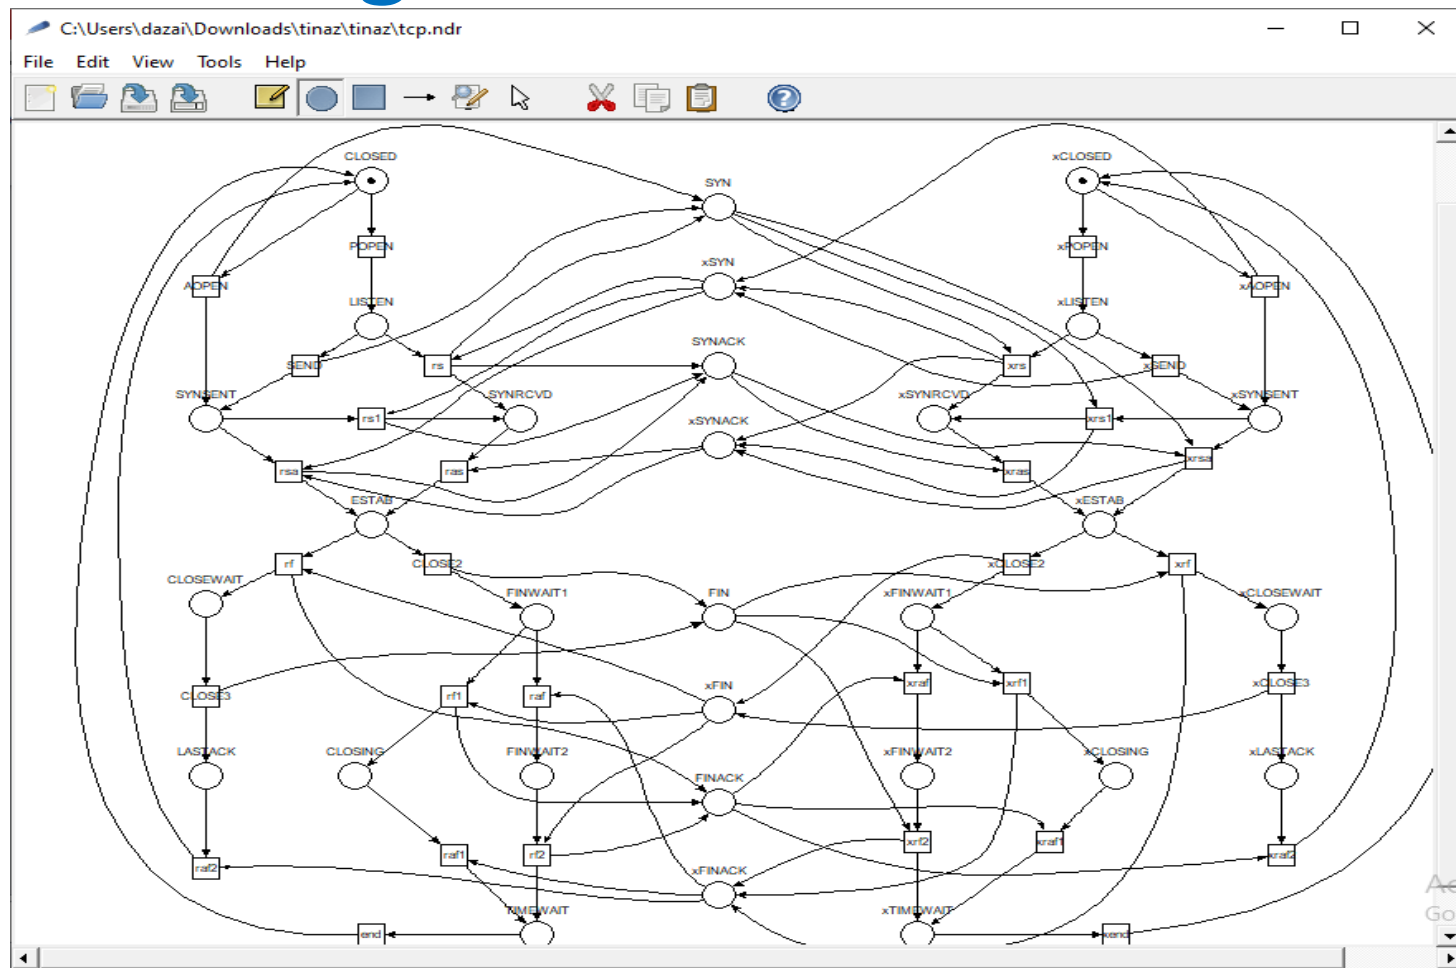 C:\Users\dazai\Downloads\tinaz\tinaz\tcp.ndr
File Edit View Tools Help
CLOSED xCLOSED
SYN
POPEN xPOPEN
xSYN
AOPEN xAOPEN
LISTEN xLISTEN
SYNACK
SEND rs xrs xSEND
SYNSENT SYNRCVD xSYNRCVD xSYNSENT
rs1 xSYNACK xrs1
rsa ras xras xrsa
ESTAB xESTAB
rf CLOSE2 xCLOSE2 xrf
CLOSEWAIT FINWAIT1 FIN xFINWAIT1 xCLOSEWAIT
CLOSE3 rf1 raf xFIN xraf xrf1 xCLOSE3
LASTACK CLOSING FINWAIT2 xFINWAIT2 xCLOSING xLASTACK
FINACK
raf2 raf1 rf2 xrf2 xraf1 xraf2
xFINACK
TIMEWAIT xTIMEWAIT
end xend
Go